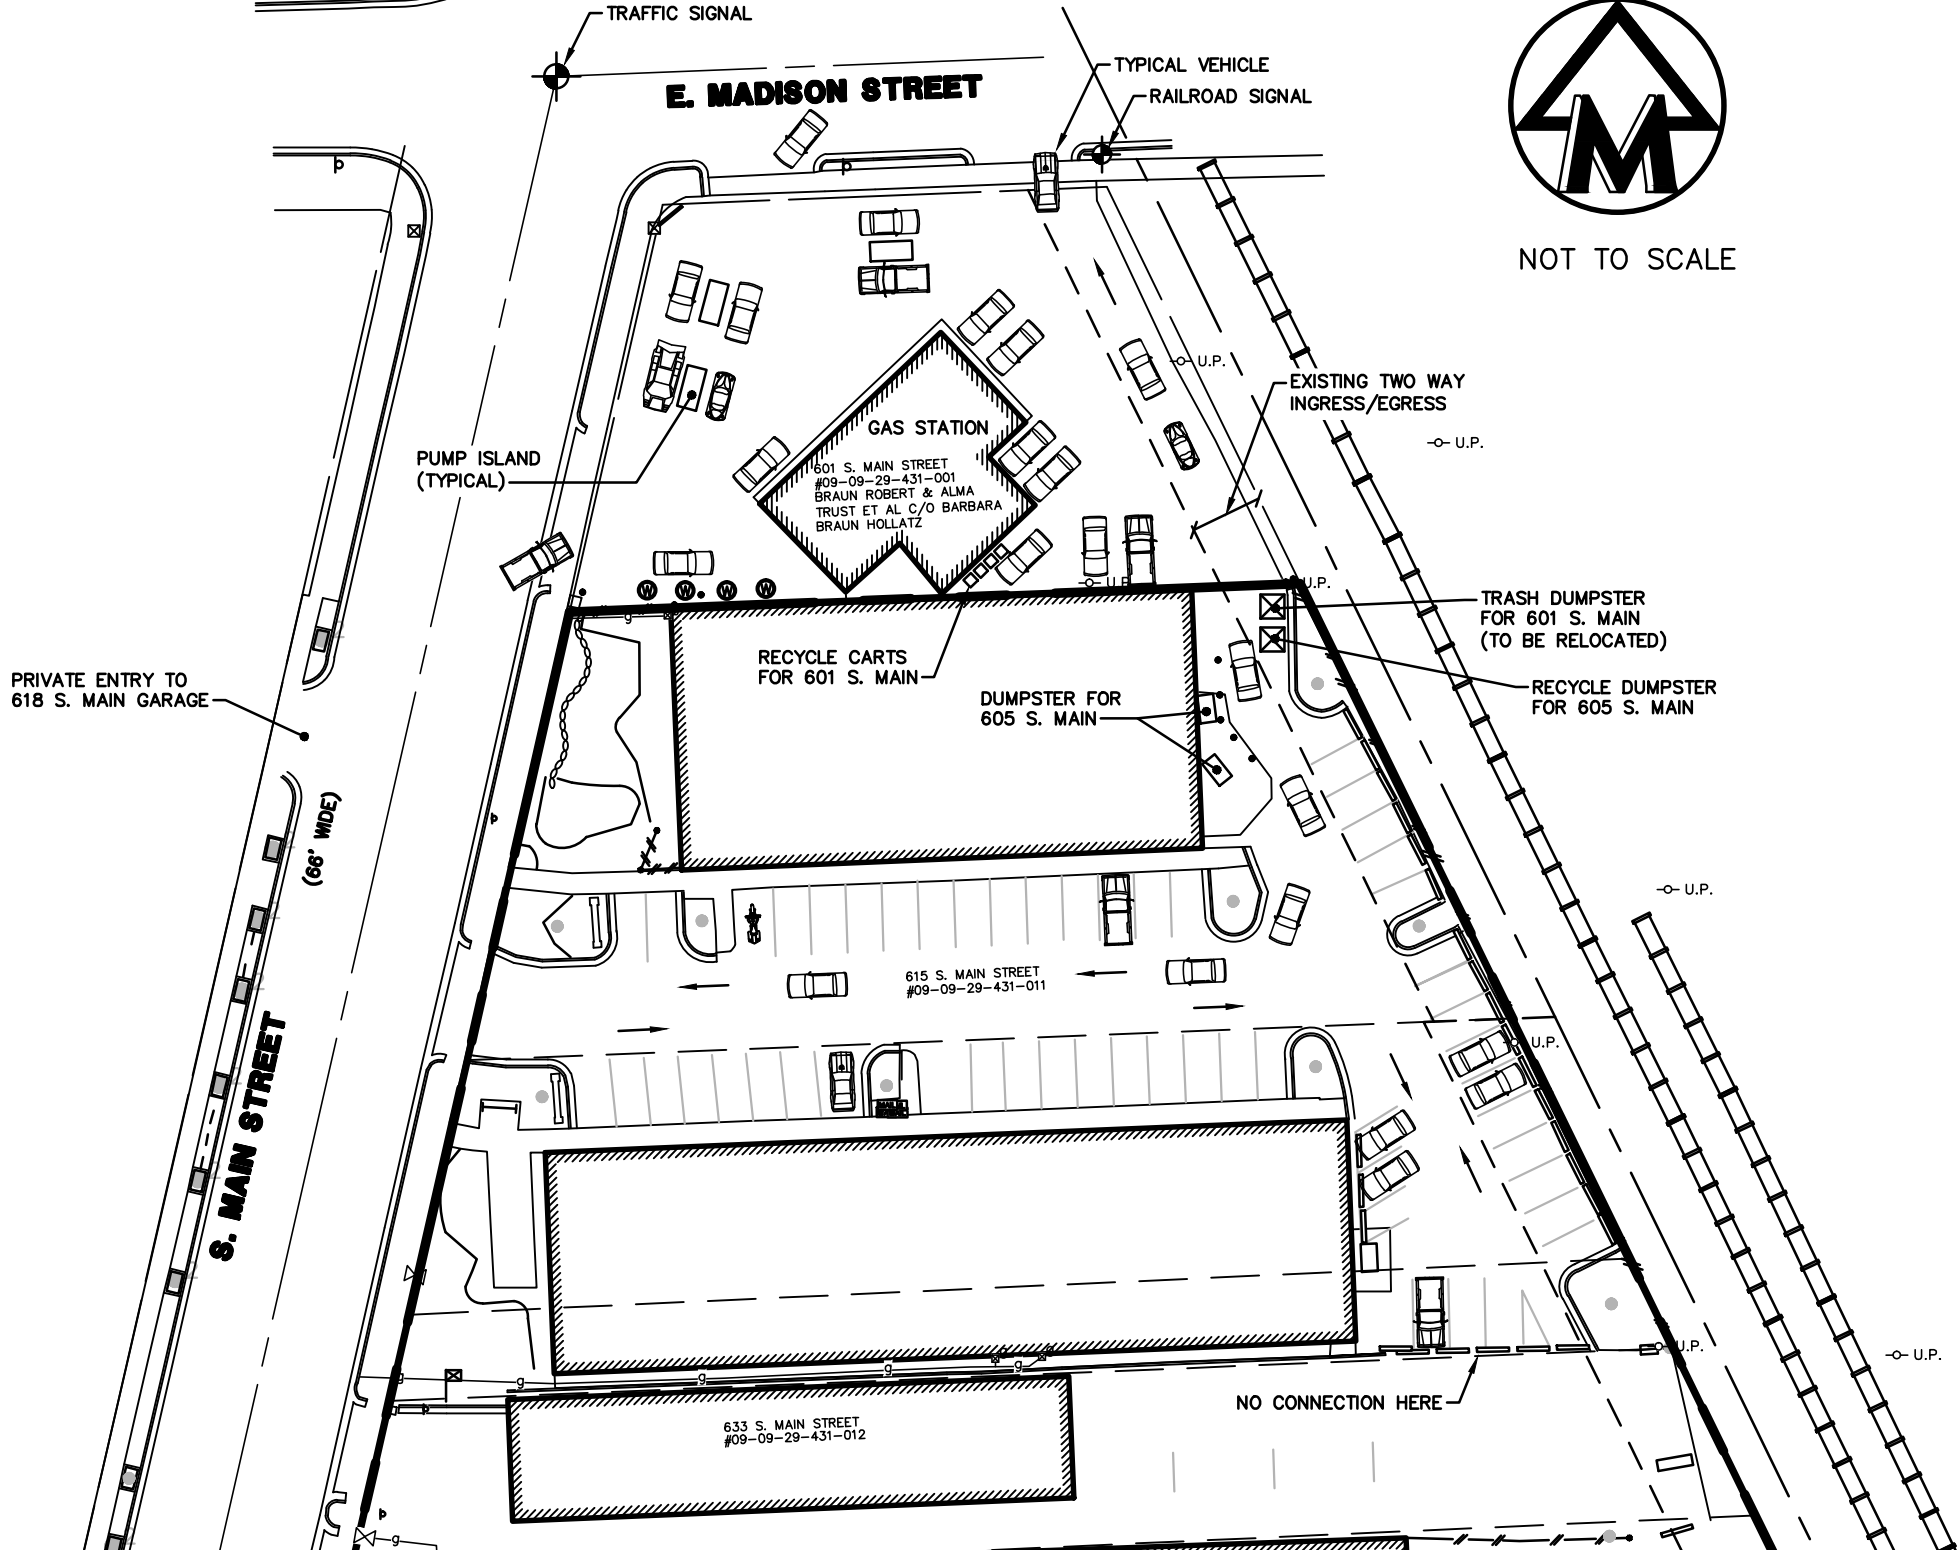 TRAFFIC SIGNAL
E. MADISON STREET
TYPICAL VEHICLE
RAILROAD SIGNAL
M
NOT TO SCALE
U.P.
EXISTING TWO WAY
INGRESS/EGRESS
U.P.
GAS STATION
601 S. MAIN STREET
#09-09-29-431-001
BRAUN ROBERT & ALMA
TRUST ET AL C/O BARBARA
BRAUN HOLLATZ
PUMP ISLAND
(TYPICAL)
W W W W
U.P.
U.P.
g
TRASH DUMPSTER
FOR 601 S. MAIN
(TO BE RELOCATED)
RECYCLE CARTS
FOR 601 S. MAIN
PRIVATE ENTRY TO
618 S. MAIN GARAGE
DUMPSTER FOR
605 S. MAIN
RECYCLE DUMPSTER
FOR 605 S. MAIN
(66' WIDE)
U.P.
615 S. MAIN STREET
#09-09-29-431-011
S. MAIN STREET
U.P.
U.P.
U.P.
g g g g g
NO CONNECTION HERE
633 S. MAIN STREET
#09-09-29-431-012
g